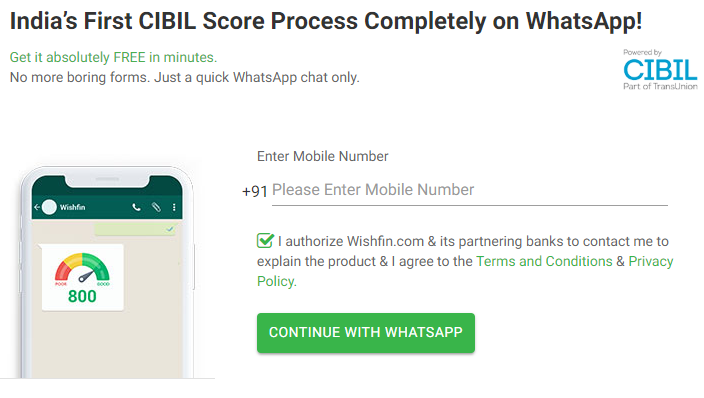 India's First CIBIL Score Process Completely on WhatsApp!
Get it absolutely FREE in minutes.
No more boring forms. Just a quick WhatsApp chat only.
Powered by
CIBIL
Part of TransUnion
Enter Mobile Number
+91 Please Enter Mobile Number
Wishfin
POOR
GOOD
800
I authorize Wishfin.com & its partnering banks to contact me to
explain the product & I agree to the Terms and Conditions & Privacy
Policy.
CONTINUE WITH WHATSAPP